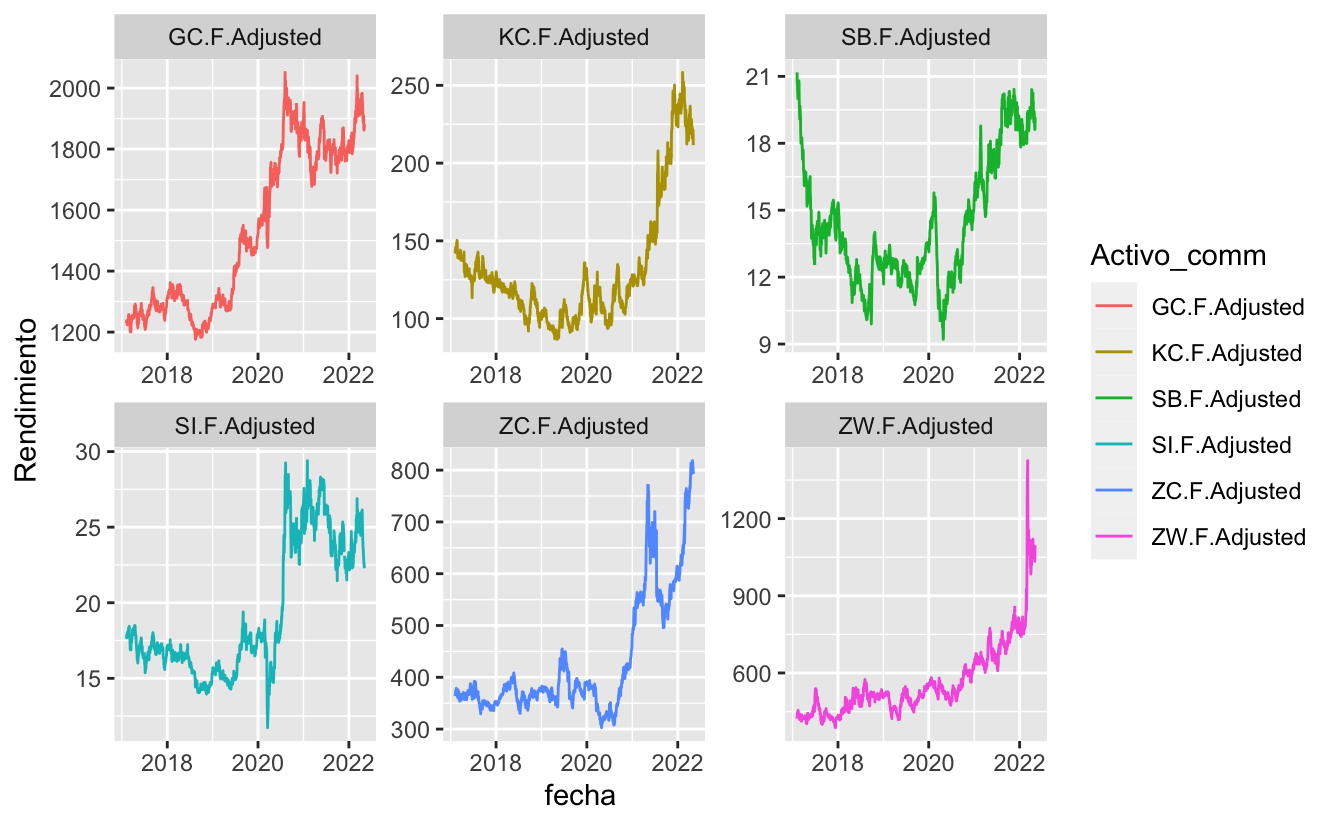 GC.F.Adjusted KC.F.Adjusted SB.F.Adjusted
2000
1800
1600
1400
1200
250
200
150
100
21
18
15
12
9
2018 2020 2022 2018 2020 2022 2018 2020 2022
SI.F.Adjusted ZC.F.Adjusted ZW.F.Adjusted
30
25
20
15
800
700
600
500
400
300
1200
900
600
2018 2020 2022 2018 2020 2022 2018 2020 2022
Rendimiento
fecha
Activo_comm
GC.F.Adjusted
KC.F.Adjusted
SB.F.Adjusted
SI.F.Adjusted
ZC.F.Adjusted
ZW.F.Adjusted